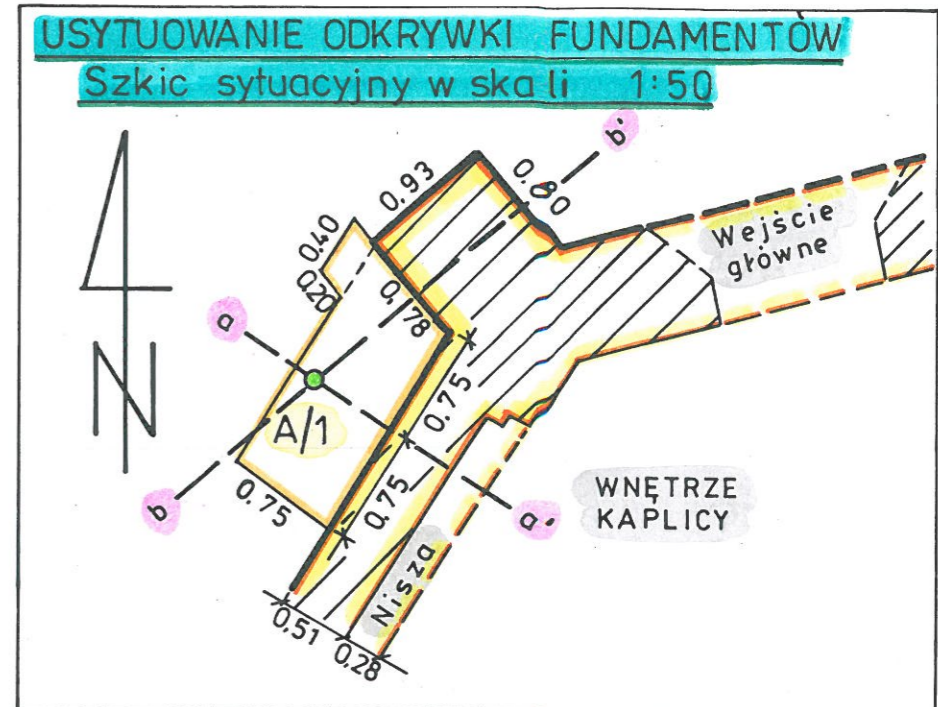 USYTUOWANIE ODKRYWKI FUNDAMENTÓW
Szkic sytuacyjny w skali 1:50
b'
0,93
0,80
Wejście
główne
0,40
0,20
0,78
a
0,75
A/1
N
0,75
0,75
b
a'
WNĘTRZE
KAPLICY
Nisza
0,51
0,28